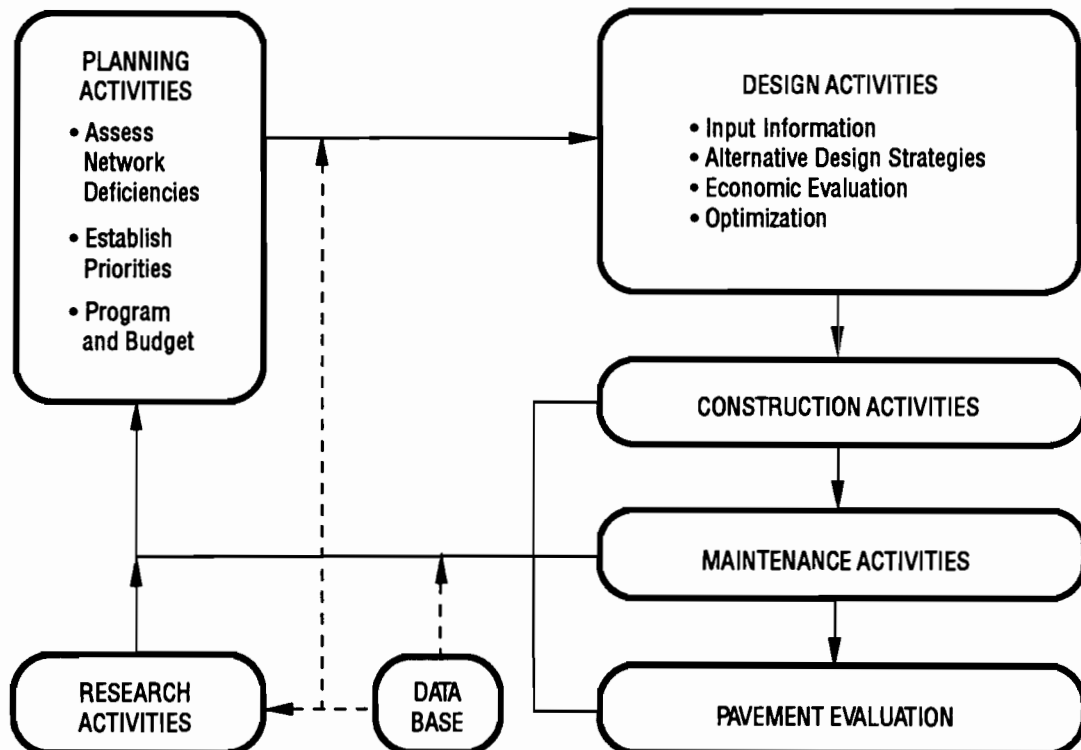 PLANNING
ACTIVITIES
• Assess
Network
Deficiencies
• Establish
Priorities
• Program
and Budget
DESIGN ACTIVITIES
• Input Information
• Alternative Design Strategies
• Economic Evaluation
• Optimization
CONSTRUCTION ACTIVITIES
MAINTENANCE ACTIVITIES
PAVEMENT EVALUATION
RESEARCH
ACTIVITIES
DATA
BASE